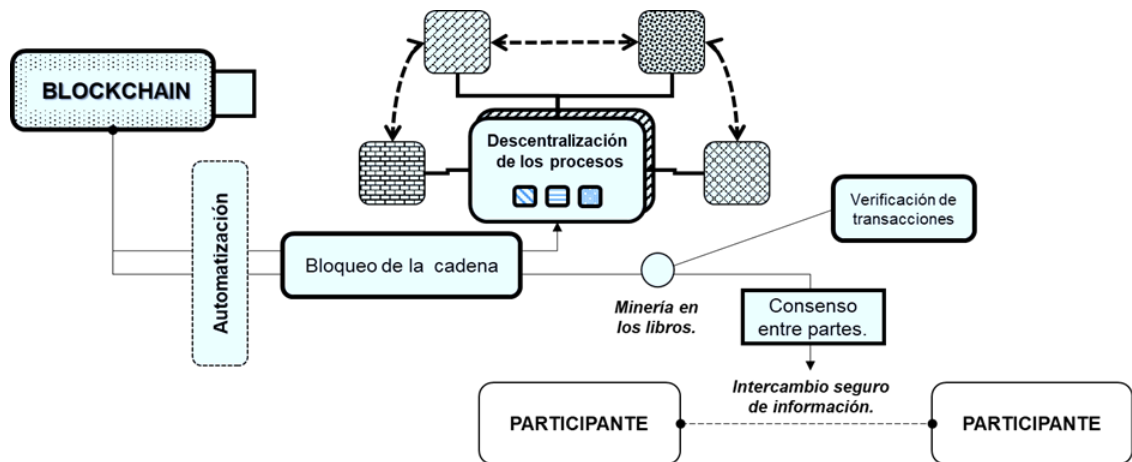 BLOCKCHAIN
Descentralización
de los procesos
Automatización
Bloqueo de la cadena
Verificación de
transacciones
Minería en
los libros.
Consenso
entre partes.
Intercambio seguro
de información.
PARTICIPANTE
PARTICIPANTE